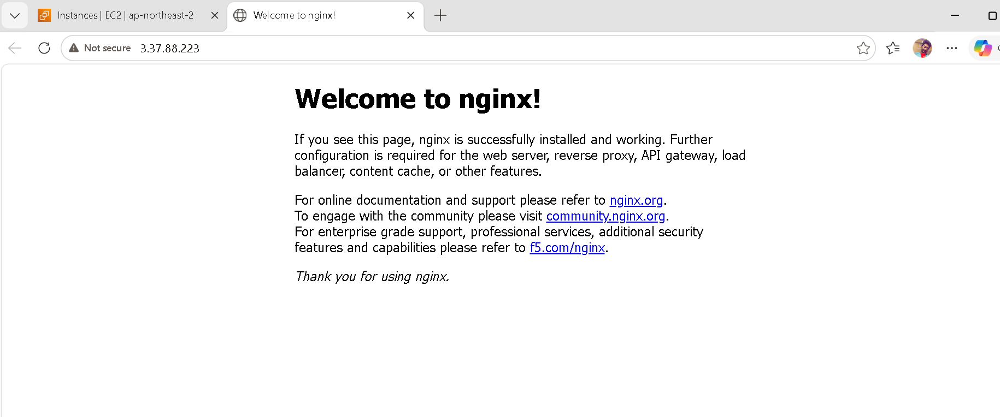 Instances | EC2 | ap-northeast-2
Welcome to nginx!
Not secure 3.37.88.223
Welcome to nginx!
If you see this page, nginx is successfully installed and working. Further
configuration is required for the web server, reverse proxy, API gateway, load
balancer, content cache, or other features.
For online documentation and support please refer to nginx.org.
To engage with the community please visit community.nginx.org.
For enterprise grade support, professional services, additional security
features and capabilities please refer to f5.com/nginx.
Thank you for using nginx.